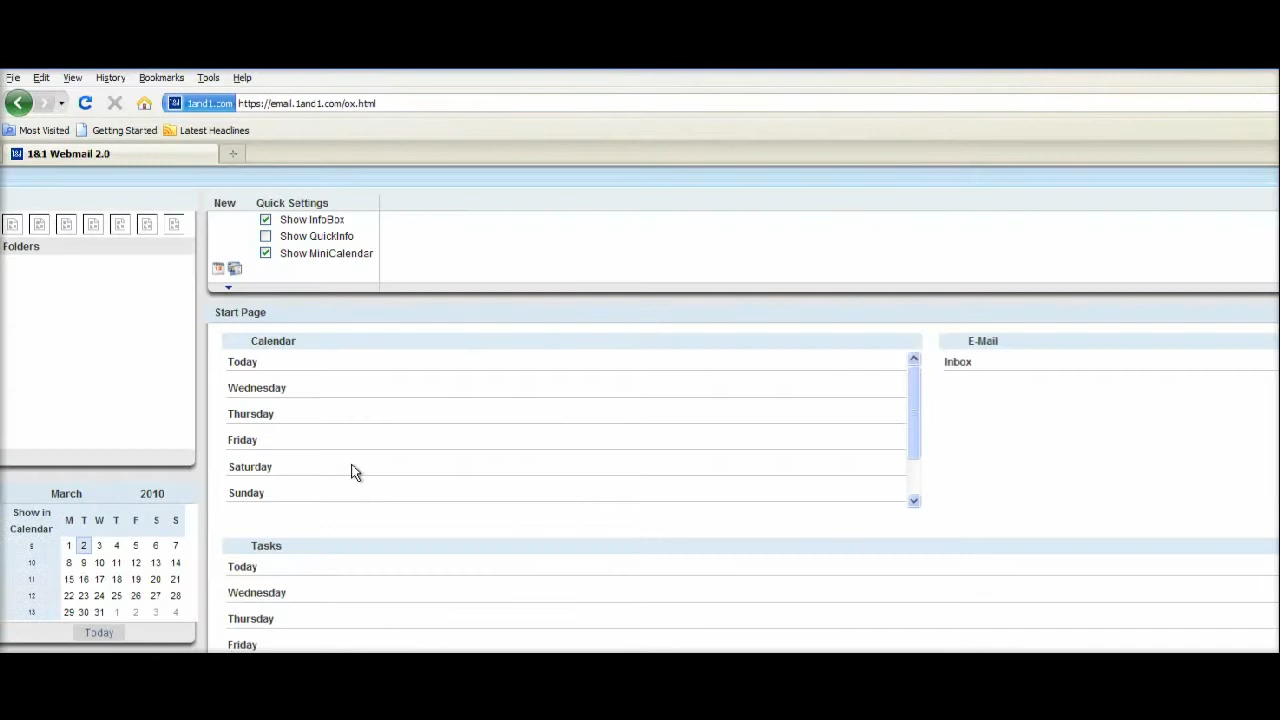 File Edit View History Bookmarks Tools Help
1and1.com https://email.1and1.com/ox.html
Most Visited Getting Started Latest Headlines
1&1 Webmail 2.0
New Quick Settings
Show InfoBox
Show QuickInfo
Show MiniCalendar
Folders
Start Page
Calendar
Today
Wednesday
Thursday
Friday
Saturday
Sunday
E-Mail
Inbox
Tasks
Today
Wednesday
Thursday
Friday
March 2010
Show in
Calendar
M T W T F S S
9 1 2 3 4 5 6 7
10 8 9 10 11 12 13 14
11 15 16 17 18 19 20 21
12 22 23 24 25 26 27 28
13 29 30 31 1 2 3 4
Today